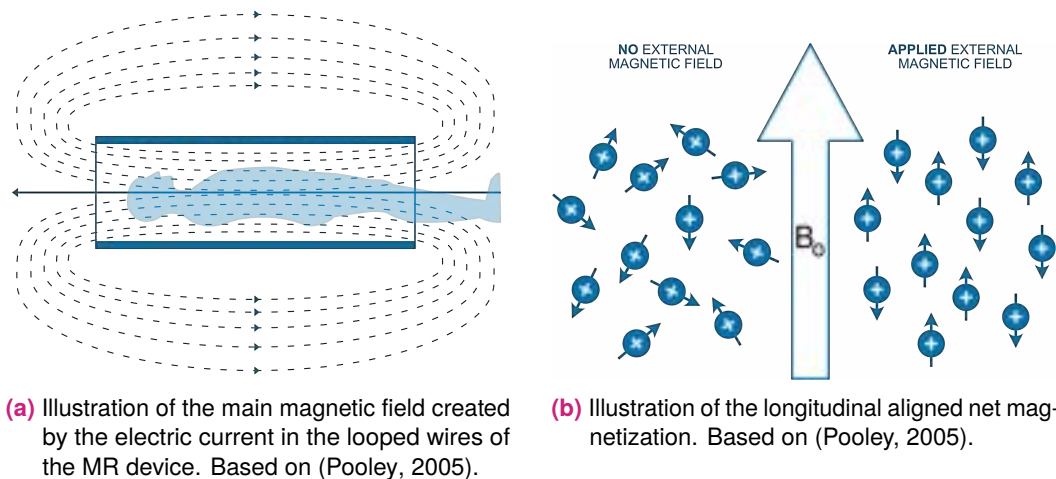 NO EXTERNAL
MAGNETIC FIELD
APPLIED EXTERNAL
MAGNETIC FIELD
B₀
(a) Illustration of the main magnetic field created
by the electric current in the looped wires of
the MR device. Based on (Pooley, 2005).
(b) Illustration of the longitudinal aligned net mag-
netization. Based on (Pooley, 2005).